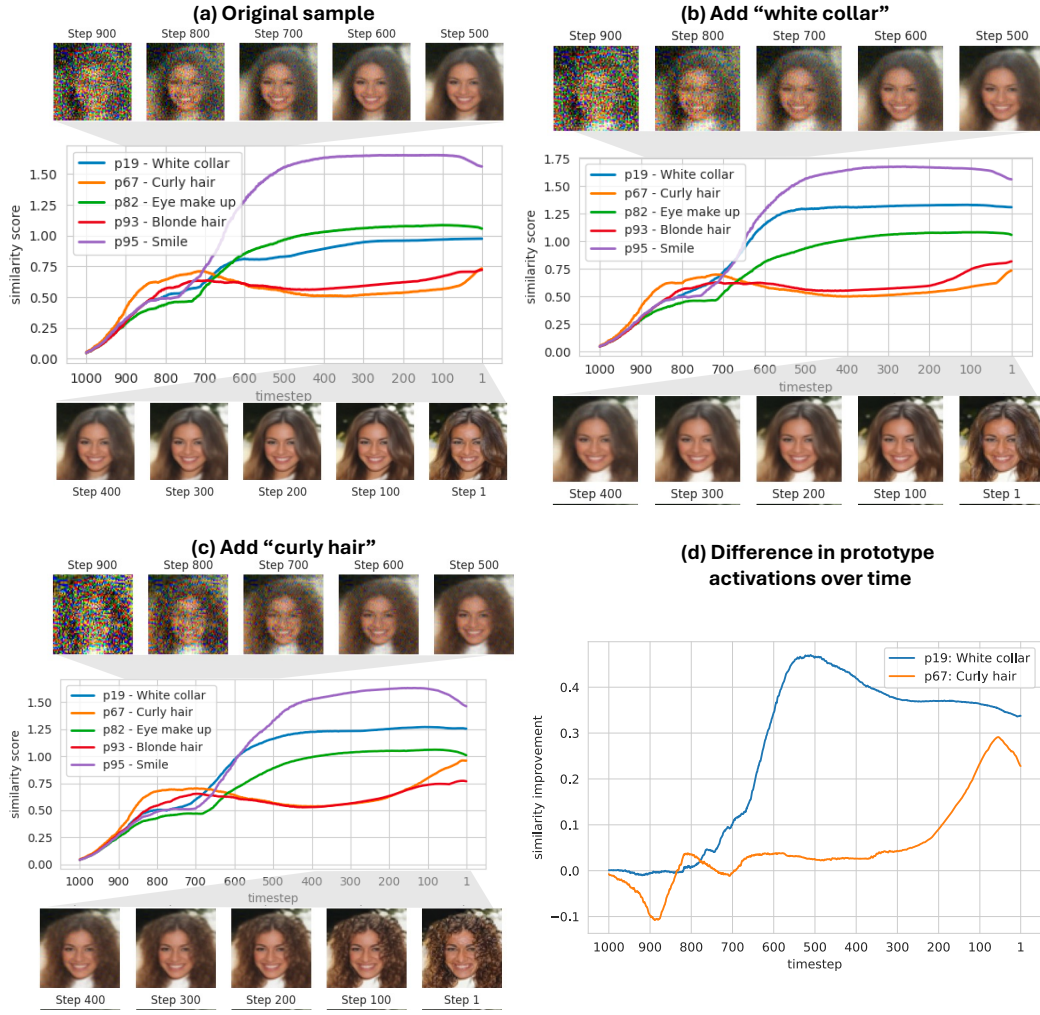 (a) Original sample
Step 900 Step 800 Step 700 Step 600 Step 500
similarity score
1.50
1.25
1.00
0.75
0.50
0.25
0.00
p19 - White collar
p67 - Curly hair
p82 - Eye make up
p93 - Blonde hair
p95 - Smile
1000 900 800 700 600 500 400 300 200 100 1
timestep
Step 400 Step 300 Step 200 Step 100 Step 1
(b) Add “white collar”
Step 900 Step 800 Step 700 Step 600 Step 500
similarity score
1.75
1.50
1.25
1.00
0.75
0.50
0.25
0.00
p19 - White collar
p67 - Curly hair
p82 - Eye make up
p93 - Blonde hair
p95 - Smile
1000 900 800 700 600 500 400 300 200 100 1
timestep
Step 400 Step 300 Step 200 Step 100 Step 1
(c) Add “curly hair”
Step 900 Step 800 Step 700 Step 600 Step 500
similarity score
1.50
1.25
1.00
0.75
0.50
0.25
0.00
p19 - White collar
p67 - Curly hair
p82 - Eye make up
p93 - Blonde hair
p95 - Smile
1000 900 800 700 600 500 400 300 200 100 1
timestep
Step 400 Step 300 Step 200 Step 100 Step 1
(d) Difference in prototype
activations over time
similarity improvement
0.4
0.3
0.2
0.1
0.0
−0.1
p19: White collar
p67: Curly hair
1000 900 800 700 600 500 400 300 200 100 1
timestep